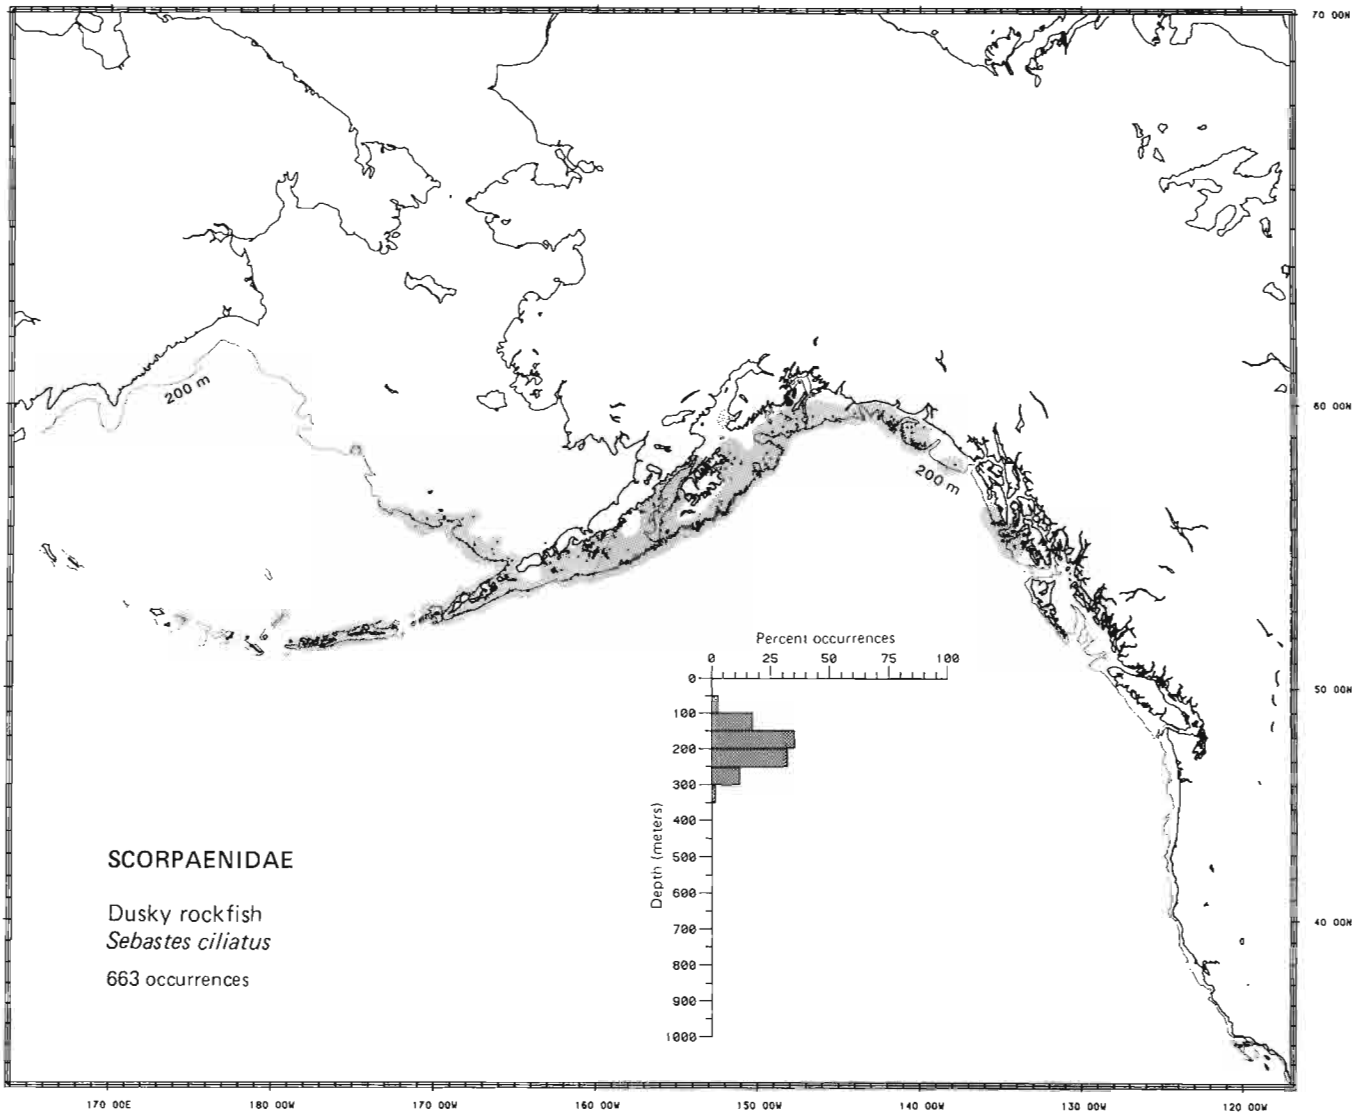 70 00N
200 m
60 00N
200 m
Percent occurrences
0 25 50 75 100
0
100
200
300
400
500
600
700
800
900
1000
Depth (meters)
50 00N
40 00N
SCORPAENIDAE
Dusky rockfish
Sebastes ciliatus
663 occurrences
170 00E 180 00W 170 00W 160 00W 150 00W 140 00W 130 00W 120 00W